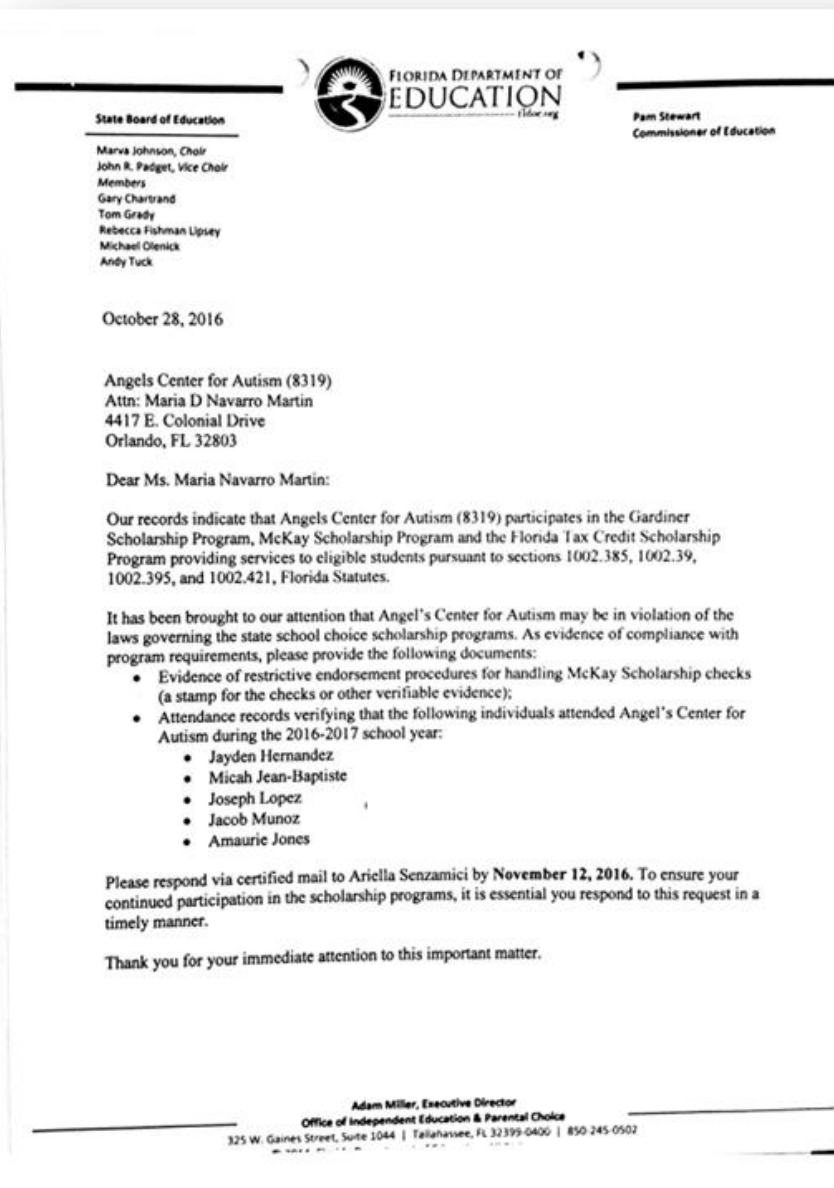 FLORIDA DEPARTMENT OF
EDUCATION
fldoe.org
State Board of Education
Marva Johnson, Chair
John R. Padget, Vice Chair
Members
Gary Chartrand
Tom Grady
Rebecca Fishman Lipsey
Michael Olenick
Andy Tuck
Pam Stewart
Commissioner of Education
October 28, 2016
Angels Center for Autism (8319)
Attn: Maria D Navarro Martin
4417 E. Colonial Drive
Orlando, FL 32803
Dear Ms. Maria Navarro Martin:
Our records indicate that Angels Center for Autism (8319) participates in the Gardiner
Scholarship Program, McKay Scholarship Program and the Florida Tax Credit Scholarship
Program providing services to eligible students pursuant to sections 1002.385, 1002.39,
1002.395, and 1002.421, Florida Statutes.
It has been brought to our attention that Angel's Center for Autism may be in violation of the
laws governing the state school choice scholarship programs. As evidence of compliance with
program requirements, please provide the following documents:
• Evidence of restrictive endorsement procedures for handling McKay Scholarship checks
(a stamp for the checks or other verifiable evidence);
• Attendance records verifying that the following individuals attended Angel's Center for
Autism during the 2016-2017 school year:
• Jayden Hernandez
• Micah Jean-Baptiste
• Joseph Lopez
• Jacob Munoz
• Amaurie Jones
Please respond via certified mail to Ariella Senzamici by November 12, 2016. To ensure your
continued participation in the scholarship programs, it is essential you respond to this request in a
timely manner.
Thank you for your immediate attention to this important matter.
Adam Miller, Executive Director
Office of Independent Education & Parental Choice
325 W. Gaines Street, Suite 1044 | Tallahassee, FL 32399-0400 | 850-245-0502